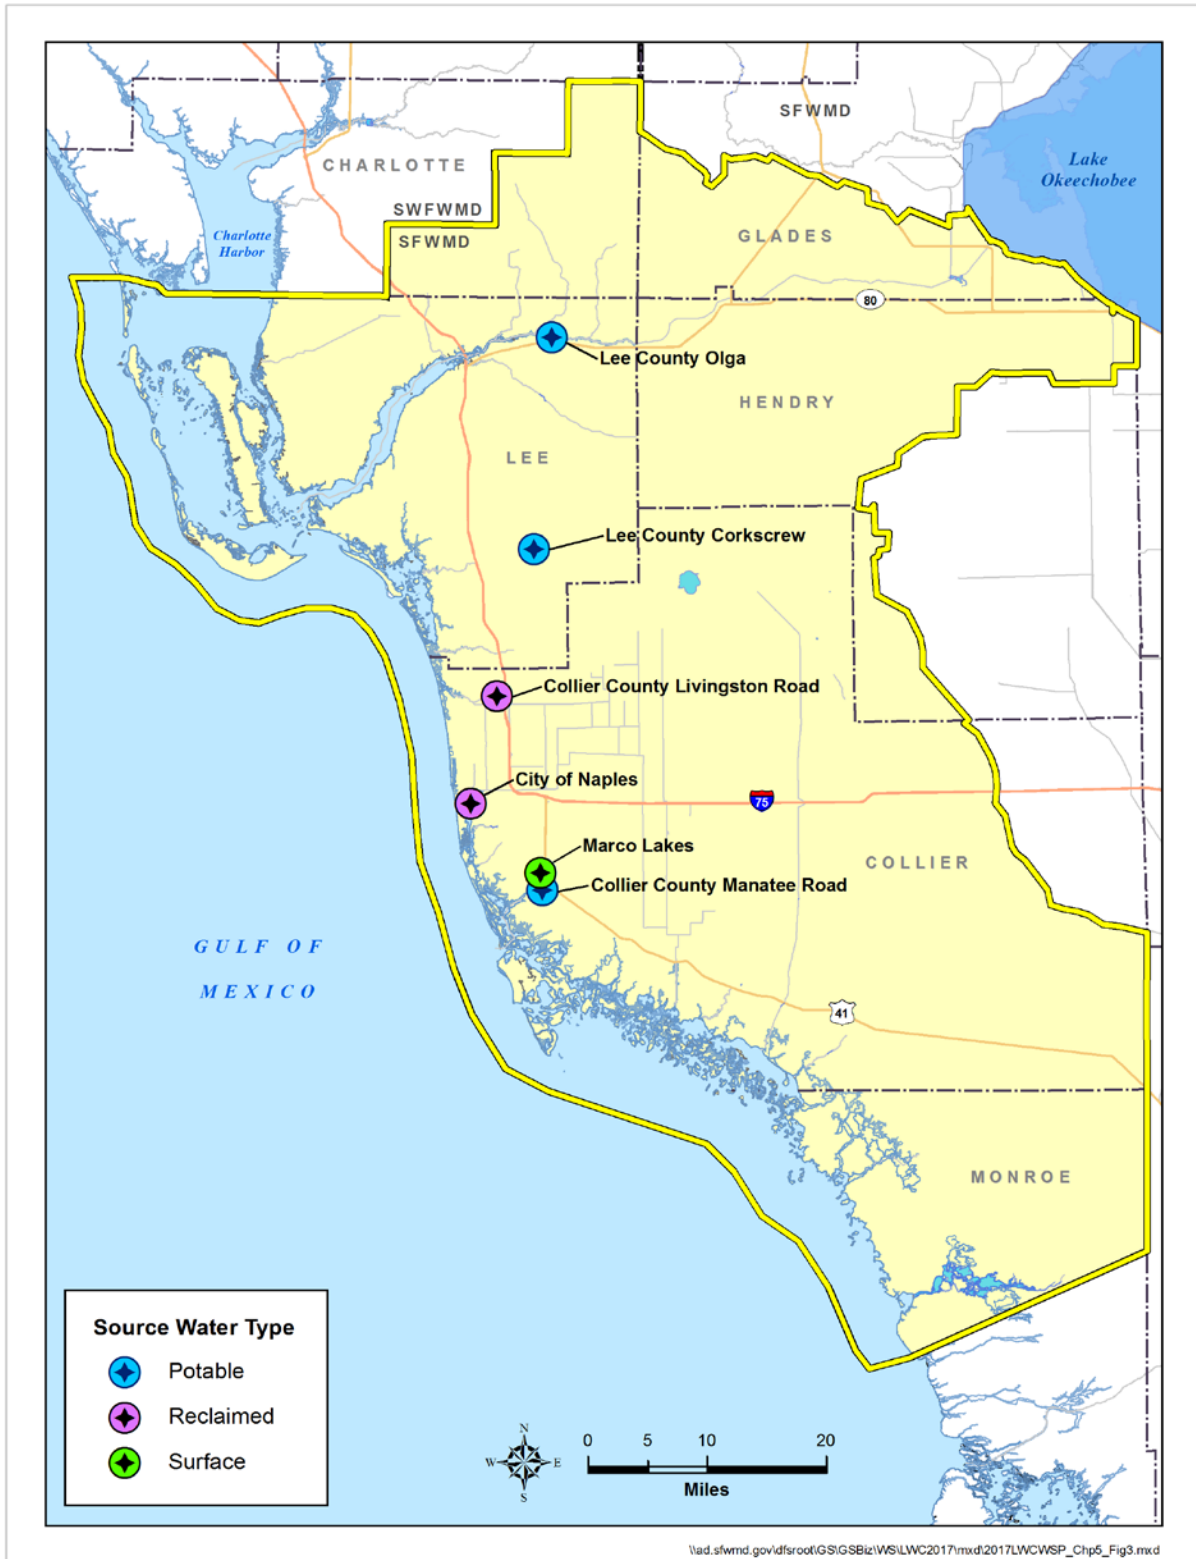 SFWMD
Lake
Okeechobee
CHARLOTTE
SWFWMD
SFWMD
Charlotte
Harbor
GLADES
80
Lee County Olga
HENDRY
LEE
Lee County Corkscrew
Collier County Livingston Road
City of Naples
75
Marco Lakes
COLLIER
Collier County Manatee Road
GULF OF
MEXICO
41
MONROE
Source Water Type
Potable
Reclaimed
Surface
N
W E
S
0 5 10 20
Miles
\\ad.sfwmd.gov\dfsroot\GS\GSBiz\WS\LWC2017\mxd\2017LWCWSP_Chp5_Fig3.mxd